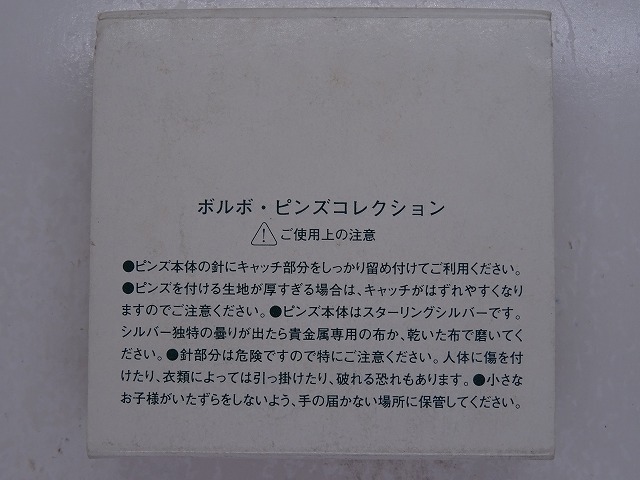 ボルボ・ピンズコレクション
ご使用上の注意
●ピンズ本体の針にキャッチ部分をしっかり留め付けてご利用ください。
●ピンズを付ける生地が厚すぎる場合は、キャッチがはずれやすくなり
ますのでご注意ください。●ピンズ本体はスターリングシルバーです。
シルバー独特の曇りが出たら貴金属専用の布か、乾いた布で磨いてく
ださい。●針部分は危険ですので特にご注意ください。人体に傷を付
けたり、衣類によっては引っ掛けたり、破れる恐れもあります。●小さな
お子様がいたずらをしないよう、手の届かない場所に保管してください。